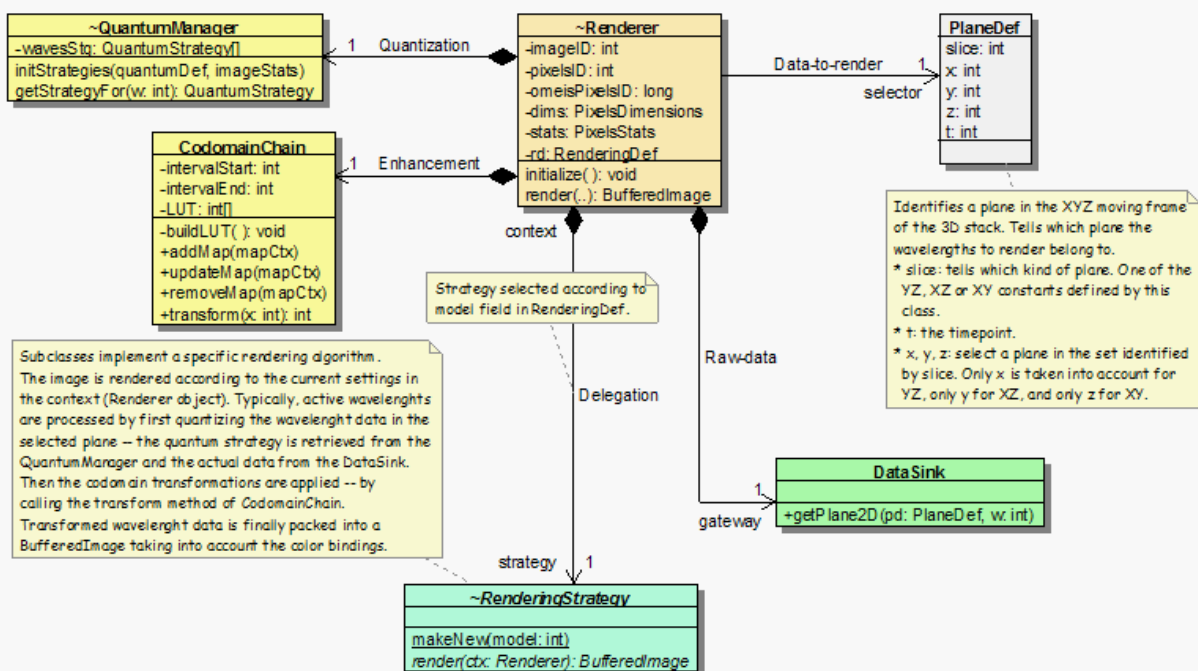 ~QuantumManager
-wavesStg: QuantumStrategy[]
initStrategies(quantumDef, imageStats)
getStrategyFor(w: int): QuantumStrategy
1
Quantization
~Renderer
-imageID: int
-pixelsID: int
-omeisPixelsID: long
-dims: PixelsDimensions
-stats: PixelsStats
-rd: RenderingDef
initialize( ): void
render(..): BufferedImage
Data-to-render
1
selector
PlaneDef
slice: int
x: int
y: int
z: int
t: int
CodomainChain
-intervalStart: int
-intervalEnd: int
-LUT: int[]
-buildLUT( ): void
+addMap(mapCtx)
+updateMap(mapCtx)
+removeMap(mapCtx)
+transform(x: int): int
1
Enhancement
context
Identifies a plane in the XYZ moving frame
of the 3D stack. Tells which plane the
wavelengths to render belong to.
* slice: tells which kind of plane. One of the
YZ, XZ or XY constants defined by this
class.
* t: the timepoint.
* x, y, z: select a plane in the set identified
by slice. Only x is taken into account for
YZ, only y for XZ, and only z for XY.
Strategy selected according to
model field in RenderingDef.
Subclasses implement a specific rendering algorithm.
The image is rendered according to the current settings in
the context (Renderer object). Typically, active wavelenghts
are processed by first quantizing the wavelenght data in the
selected plane -- the quantum strategy is retrieved from the
QuantumManager and the actual data from the DataSink.
Then the codomain transformations are applied -- by
calling the transform method of CodomainChain.
Transformed wavelenght data is finally packed into a
BufferedImage taking into account the color bindings.
Raw-data
Delegation
1
gateway
DataSink
+getPlane2D(pd: PlaneDef, w: int)
strategy
1
~RenderingStrategy
makeNew(model: int)
render(ctx: Renderer): BufferedImage